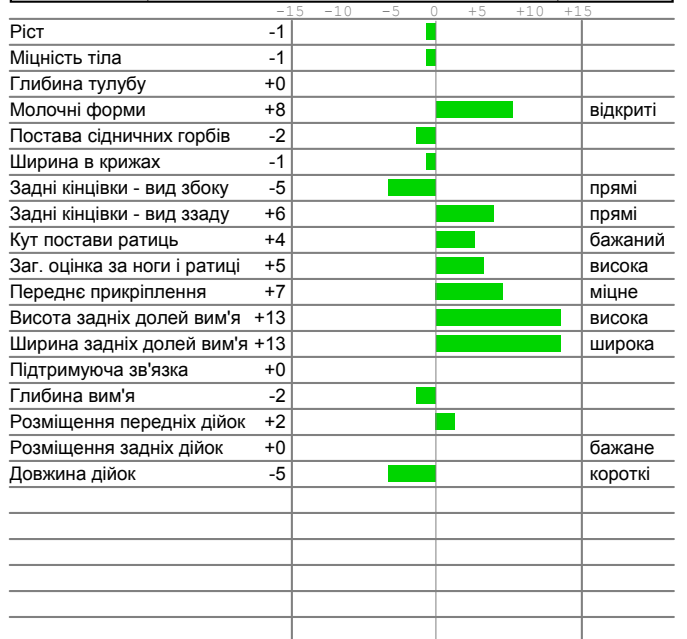 -15 -10 -5 0 +5 +10 +15
Ріст -1
Міцність тіла -1
Глибина тулубу +0
Молочні форми +8 відкриті
Постава сідничних горбів -2
Ширина в крижах -1
Задні кінцівки - вид збоку -5 прямі
Задні кінцівки - вид ззаду +6 прямі
Кут постави ратиць +4 бажаний
Заг. оцінка за ноги і ратиці +5 висока
Переднє прикріплення +7 міцне
Висота задніх долей вим'я +13 висока
Ширина задніх долей вим'я +13 широка
Підтримуюча зв'язка +0
Глибина вим'я -2
Розміщення передніх дійок +2
Розміщення задніх дійок +0 бажане
Довжина дійок -5 короткі